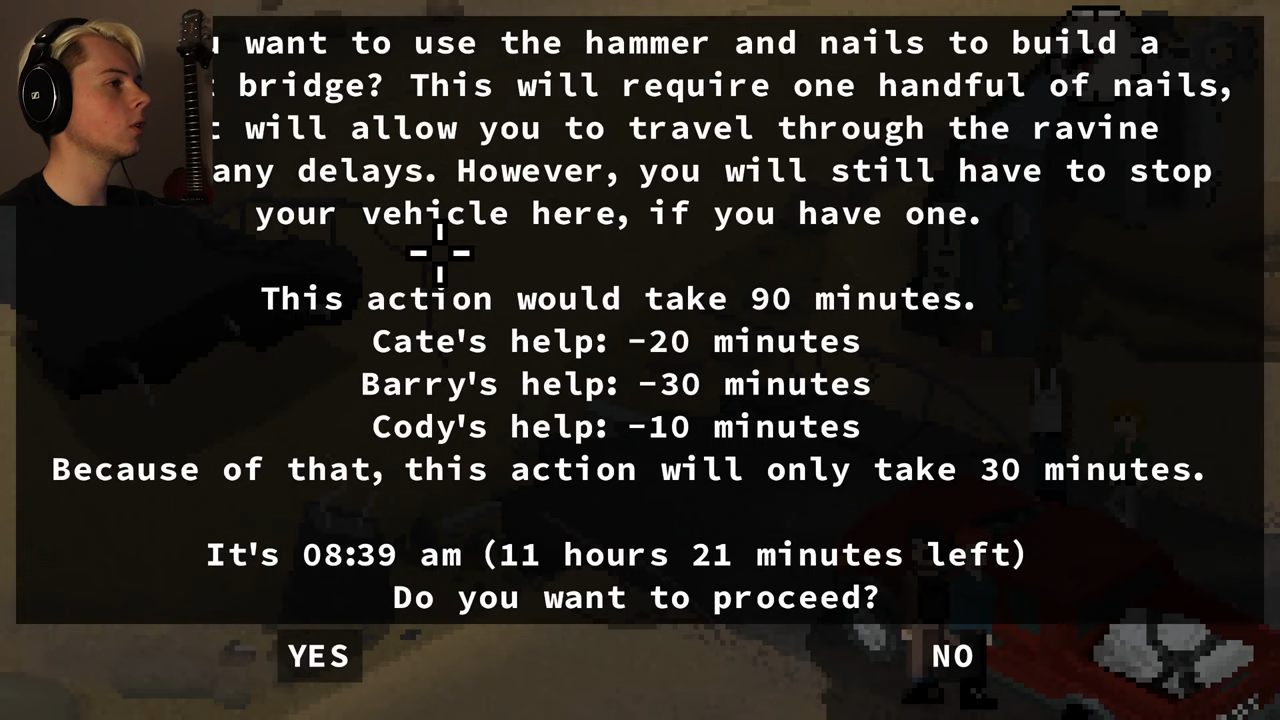 want to use the hammer and nails to build a
bridge? This will require one handful of nails,
will allow you to travel through the ravine
any delays. However, you will still have to stop
your vehicle here, if you have one.
This action would take 90 minutes.
Cate's help: -20 minutes
Barry's help: -30 minutes
Cody's help: -10 minutes
Because of that, this action will only take 30 minutes.
It's 08:39 am (11 hours 21 minutes left)
Do you want to proceed?
YES NO